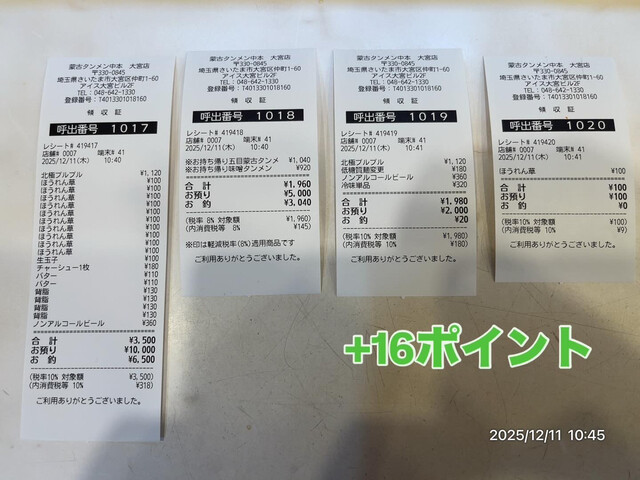 蒙古タンメン中本 大宮店
〒330-0845
埼玉県さいたま市大宮区仲町1-60
アイス大宮ビル2F
TEL：048-642-1330
登録番号：T4013301018160
領 収 証
呼出番号 1017
レシート# 419417
店舗# 0007 端末# 41
2025/12/11(木) 10:40
北極プルプル ¥1,120
ほうれん草 ¥100
ほうれん草 ¥100
ほうれん草 ¥100
ほうれん草 ¥100
ほうれん草 ¥100
ほうれん草 ¥100
ほうれん草 ¥100
ほうれん草 ¥100
ほうれん草 ¥100
ほうれん草 ¥100
生玉子 ¥100
チャーシュー1枚 ¥180
バター ¥110
バター ¥110
背脂 ¥130
背脂 ¥130
背脂 ¥130
背脂 ¥130
ノンアルコールビール ¥360
合 計 ¥3,500
お預り ¥10,000
お 釣 ¥6,500
(税率10% 対象額 ¥3,500)
(内消費税等 10% ¥318)
ご利用ありがとうございました。
蒙古タンメン中本 大宮店
〒330-0845
埼玉県さいたま市大宮区仲町1-60
アイス大宮ビル2F
TEL：048-642-1330
登録番号：T4013301018160
領 収 証
呼出番号 1018
レシート# 419418
店舗# 0007 端末# 41
2025/12/11(木) 10:40
※お持ち帰り五目蒙古タンメ ¥1,040
※お持ち帰り味噌タンメン ¥920
合 計 ¥1,960
お預り ¥5,000
お 釣 ¥3,040
(税率 8% 対象額 ¥1,960)
(内消費税等 8% ¥145)
※印は軽減税率(8%)適用商品です
ご利用ありがとうございました。
蒙古タンメン中本 大宮店
〒330-0845
埼玉県さいたま市大宮区仲町1-60
アイス大宮ビル2F
TEL：048-642-1330
登録番号：T4013301018160
領 収 証
呼出番号 1019
レシート# 419419
店舗# 0007 端末# 41
2025/12/11(木) 10:41
北極プルプル ¥1,120
低糖質麺変更 ¥180
ノンアルコールビール ¥360
冷味単品 ¥320
合 計 ¥1,980
お預り ¥2,000
お 釣 ¥20
(税率10% 対象額 ¥1,980)
(内消費税等 10% ¥180)
ご利用ありがとうございました。
蒙古タンメン中本 大宮店
〒330-0845
埼玉県さいたま市大宮区仲町1-60
アイス大宮ビル2F
TEL：048-642-1330
登録番号：T4013301018160
領 収 証
呼出番号 1020
レシート# 419420
店舗# 0007 端末# 41
2025/12/11(木) 10:41
ほうれん草 ¥100
合 計 ¥100
お預り ¥100
お 釣 ¥0
(税率10% 対象額 ¥100)
(内消費税等 10% ¥9)
ご利用ありがとうございました。
+16ポイント
2025/12/11 10:45